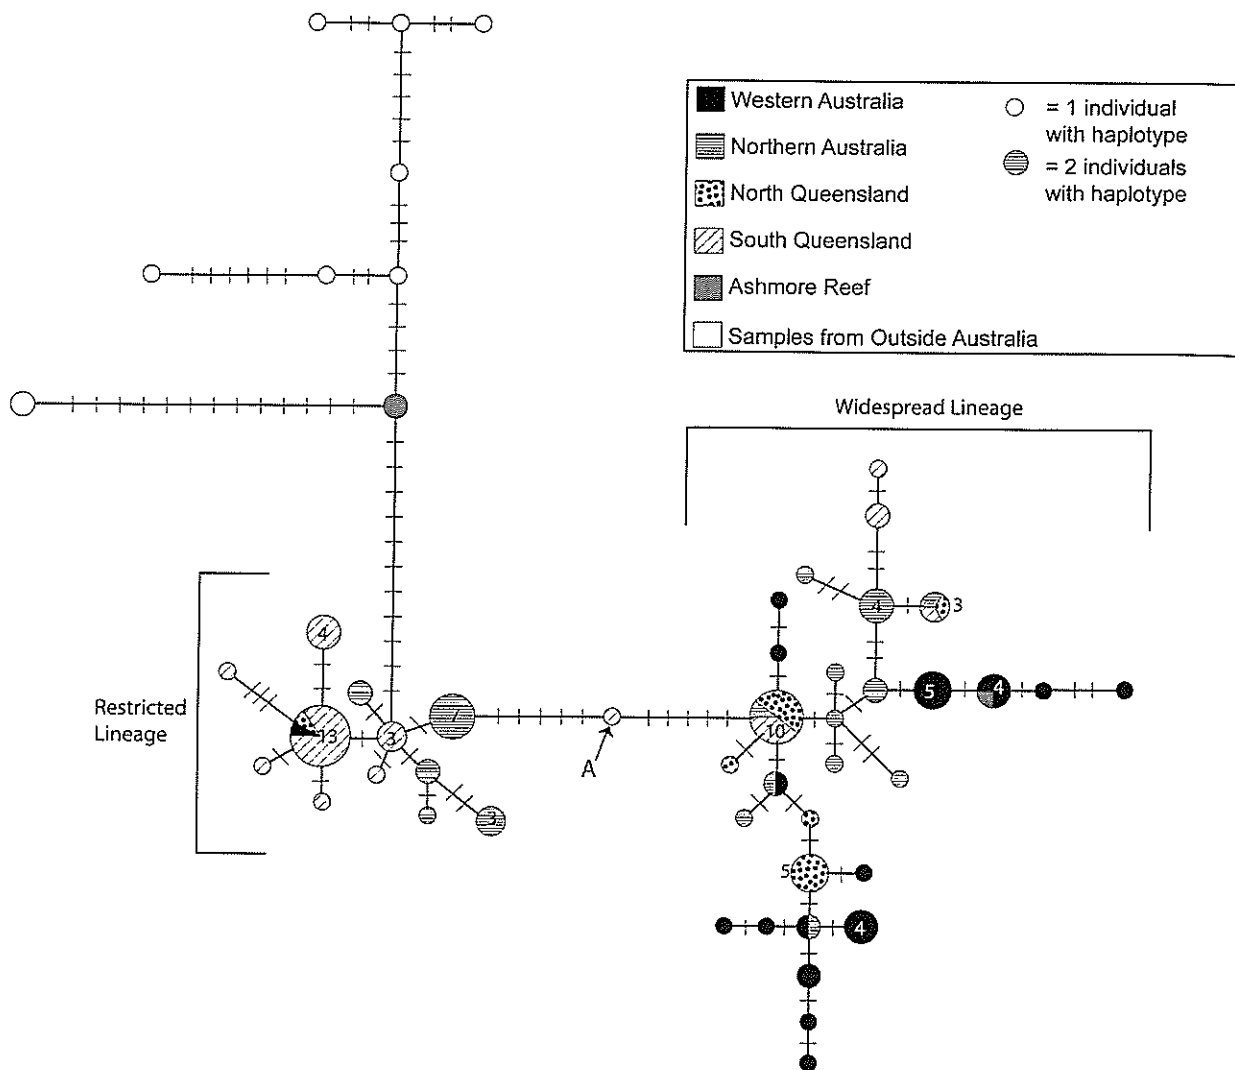 Western Australia
Northern Australia
North Queensland
South Queensland
Ashmore Reef
Samples from Outside Australia
= 1 individual
with haplotype
= 2 individuals
with haplotype
Widespread Lineage
Restricted
Lineage
4
13
3
7
3
A
10
4
3
5
4
5
4